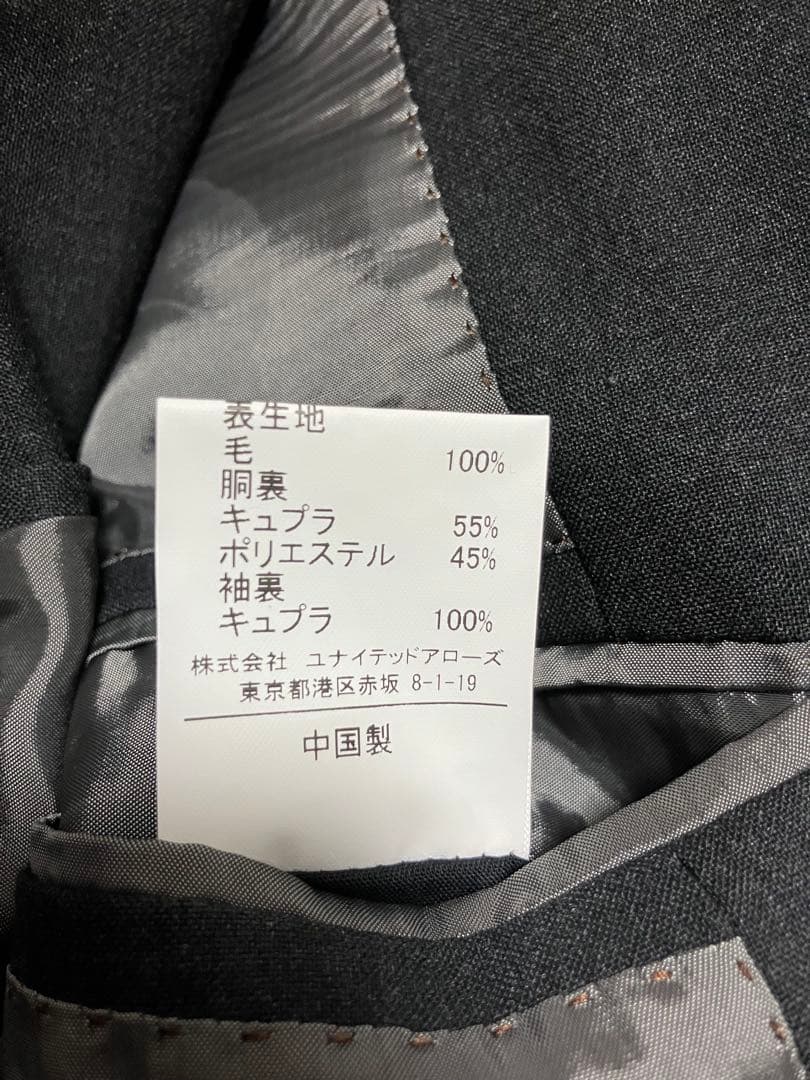 表生地
毛 100%
胴裏
キュプラ 55%
ポリエステル 45%
袖裏
キュプラ 100%
株式会社 ユナイテッドアローズ
東京都港区赤坂 8-1-19
中国製